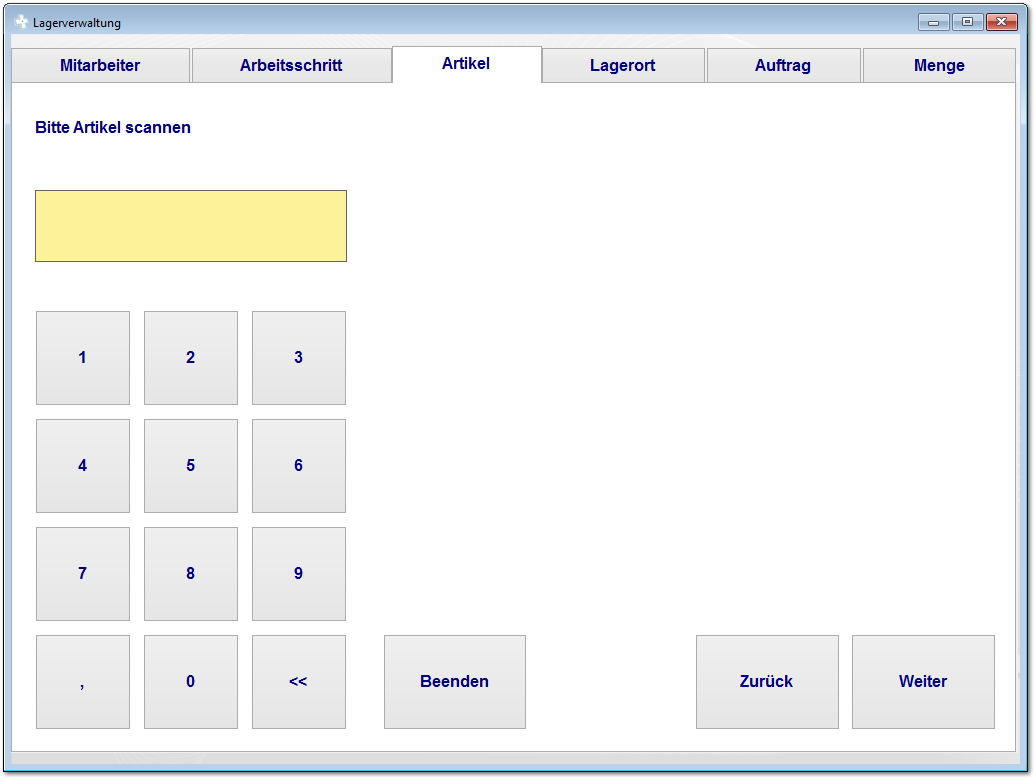 Lagerverwaltung
Mitarbeiter Arbeitsschritt Artikel Lagerort Auftrag Menge
Bitte Artikel scannen
1 2 3
4 5 6
7 8 9
, 0 << Beenden Zurück Weiter